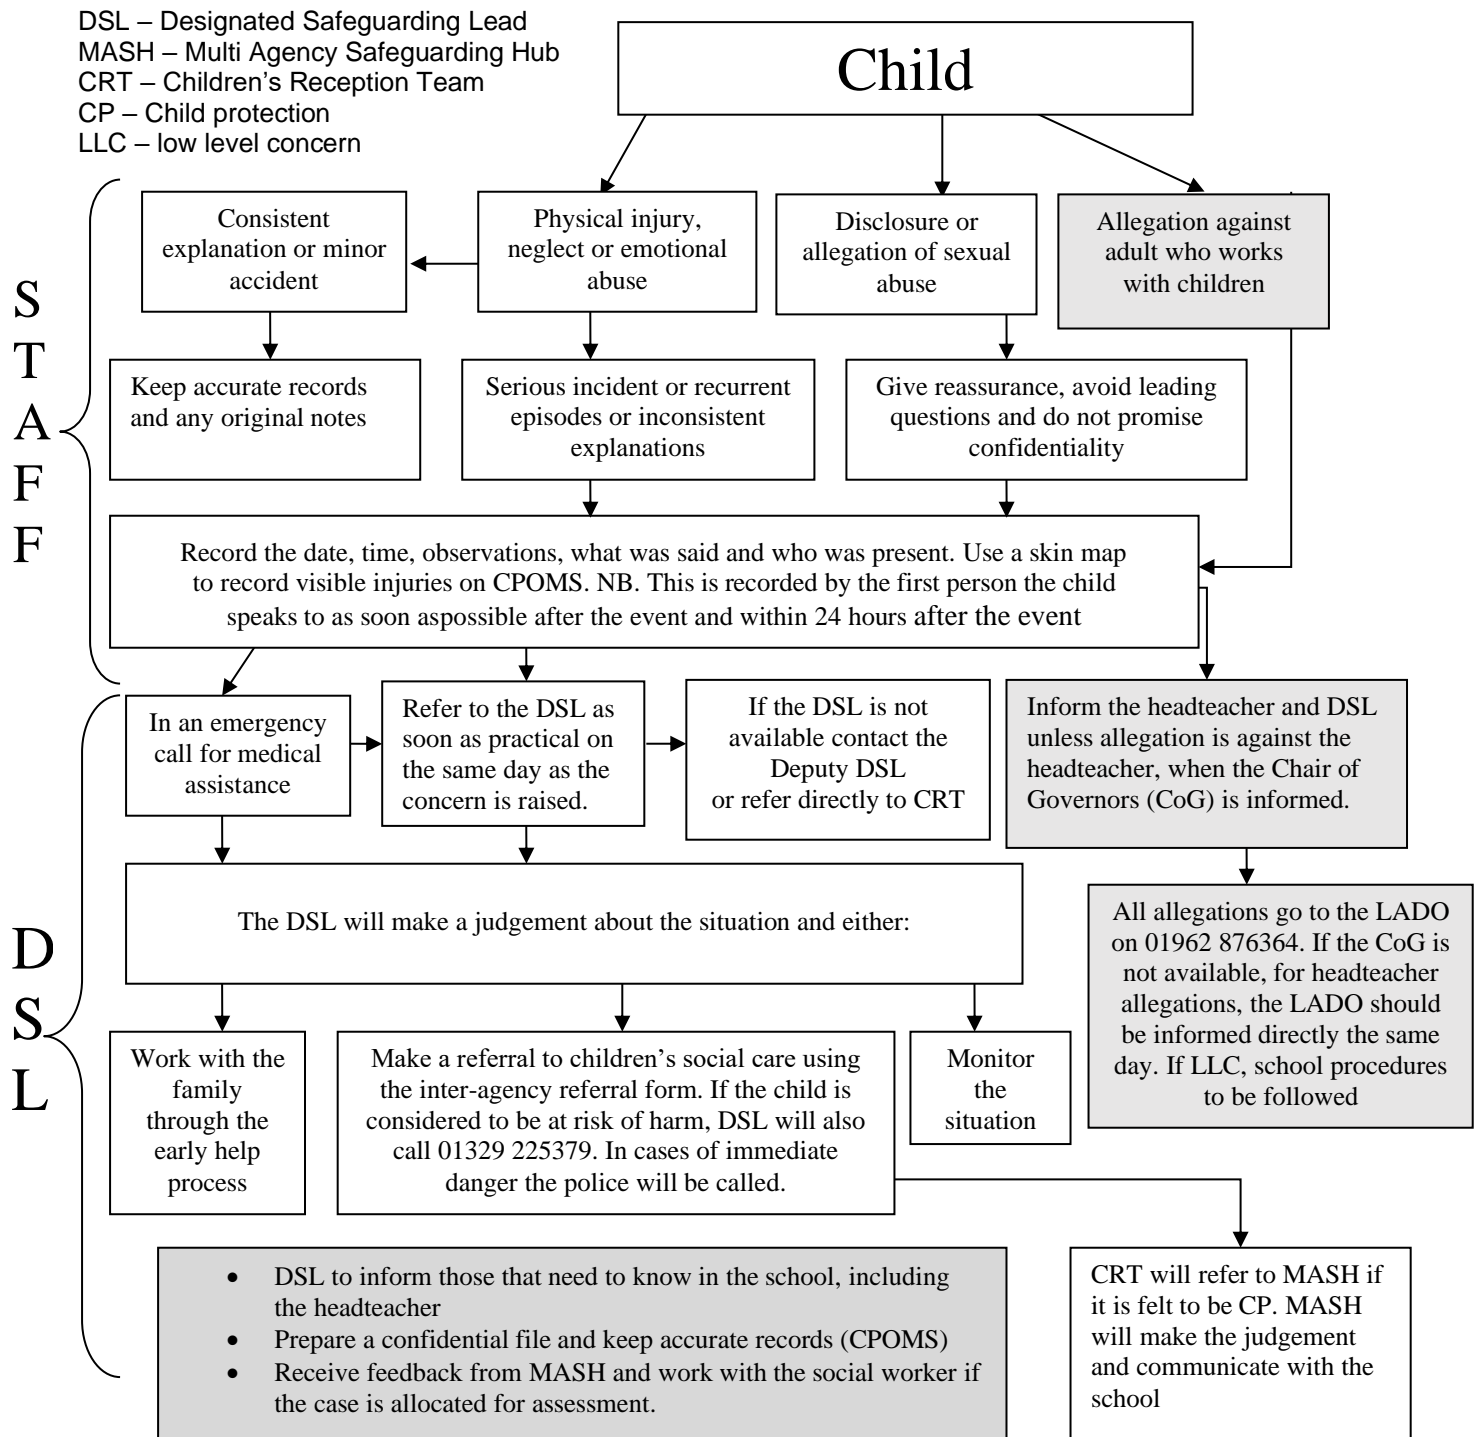 DSL – Designated Safeguarding Lead
MASH – Multi Agency Safeguarding Hub
CRT – Children's Reception Team
CP – Child protection
LLC – low level concern
Child
S
T
A
F
F
Consistent
explanation or minor
accident
Physical injury,
neglect or emotional
abuse
Disclosure or
allegation of sexual
abuse
Allegation against
adult who works
with children
Keep accurate records
and any original notes
Serious incident or recurrent
episodes or inconsistent
explanations
Give reassurance, avoid leading
questions and do not promise
confidentiality
Record the date, time, observations, what was said and who was present. Use a skin map
to record visible injuries on CPOMS. NB. This is recorded by the first person the child
speaks to as soon aspossible after the event and within 24 hours after the event
D
S
L
In an emergency
call for medical
assistance
Refer to the DSL as
soon as practical on
the same day as the
concern is raised.
If the DSL is not
available contact the
Deputy DSL
or refer directly to CRT
Inform the headteacher and DSL
unless allegation is against the
headteacher, when the Chair of
Governors (CoG) is informed.
The DSL will make a judgement about the situation and either:
All allegations go to the LADO
on 01962 876364. If the CoG is
not available, for headteacher
allegations, the LADO should
be informed directly the same
day. If LLC, school procedures
to be followed
Work with the
family
through the
early help
process
Make a referral to children's social care using
the inter-agency referral form. If the child is
considered to be at risk of harm, DSL will also
call 01329 225379. In cases of immediate
danger the police will be called.
Monitor
the
situation
• DSL to inform those that need to know in the school, including
the headteacher
• Prepare a confidential file and keep accurate records (CPOMS)
• Receive feedback from MASH and work with the social worker if
the case is allocated for assessment.
CRT will refer to MASH if
it is felt to be CP. MASH
will make the judgement
and communicate with the
school